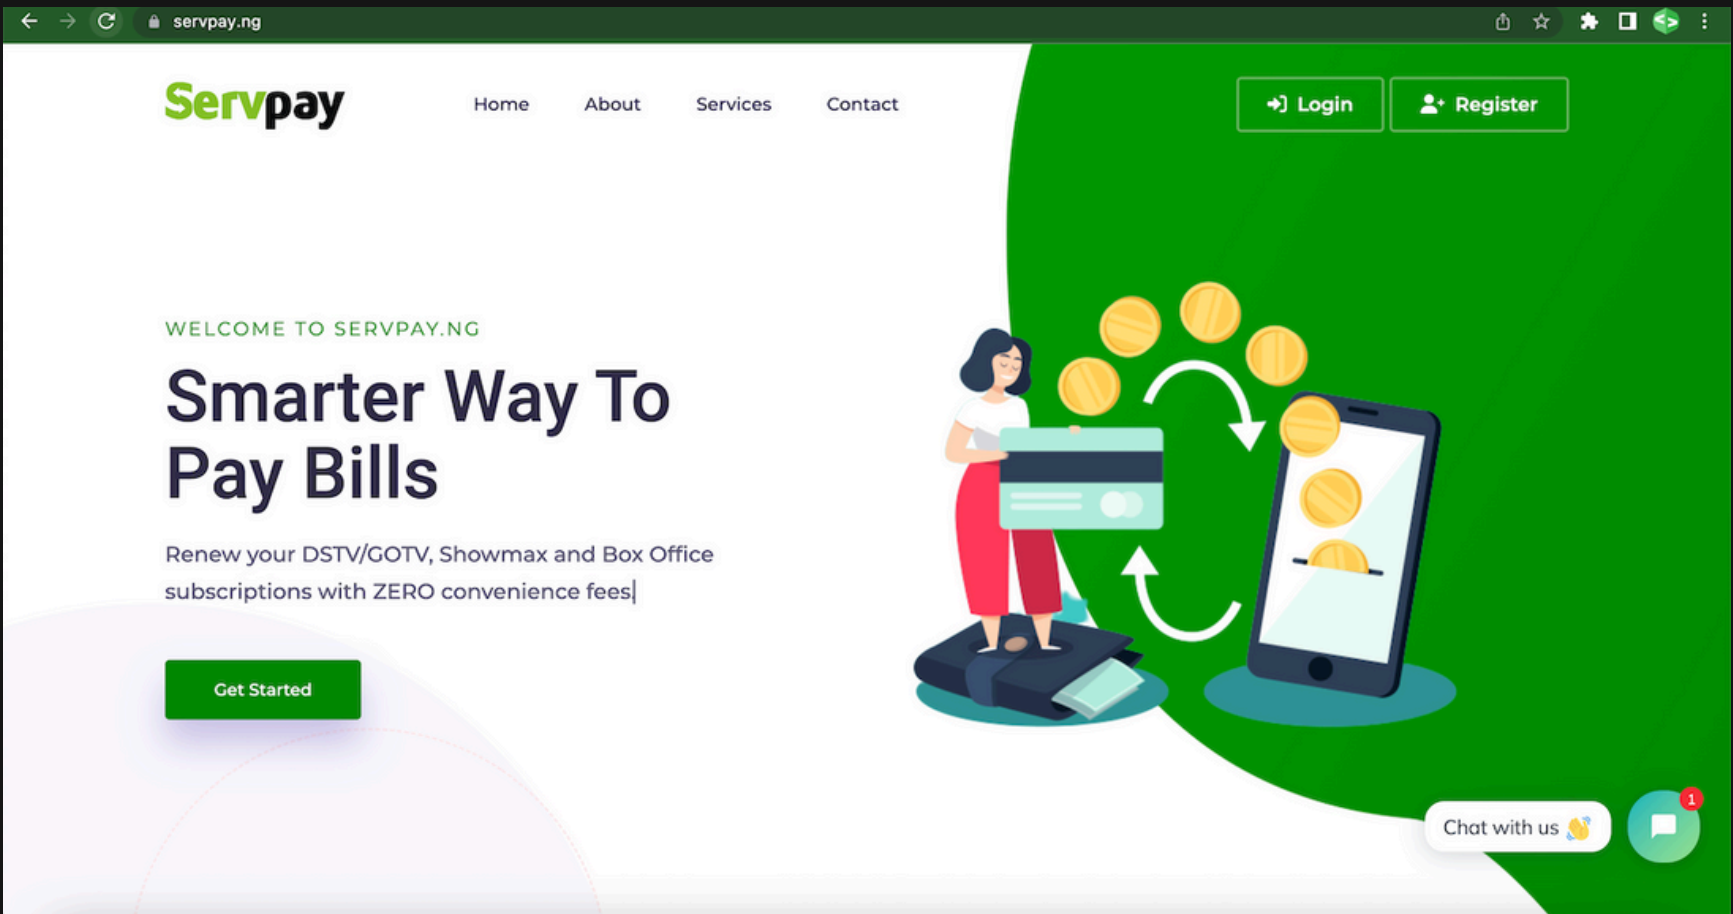 servpay.ng
Servpay
Home
About
Services
Contact
Login
Register
WELCOME TO SERVPAY.NG
Smarter Way To
Pay Bills
Renew your DSTV/GOTV, Showmax and Box Office
subscriptions with ZERO convenience fees
Get Started
Chat with us
1